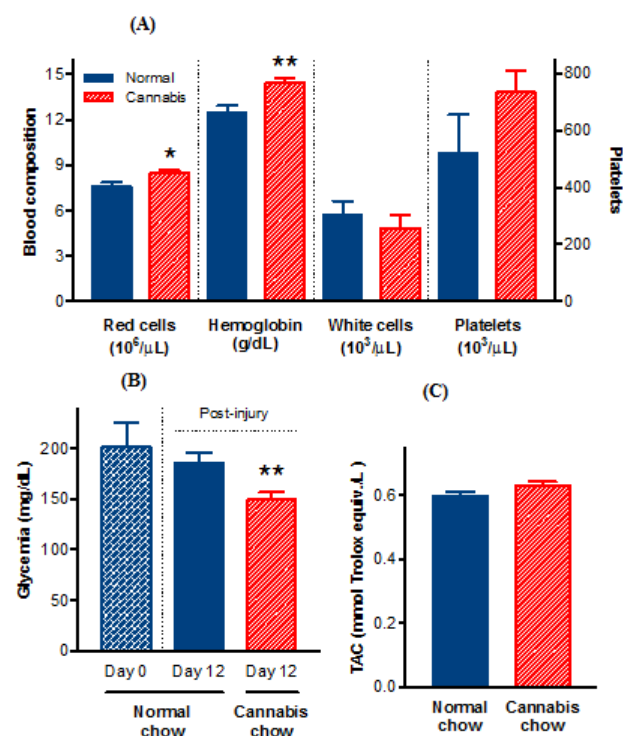 (A)
Normal
Cannabis
*
**
15
12
9
6
3
0
Blood composition
800
600
400
200
0
Platelets
Red cells
(10⁶/μL)
Hemoglobin
(g/dL)
White cells
(10³/μL)
Platelets
(10³/μL)
(B)
Post-injury
**
200
150
100
50
0
Glycemia (mg/dL)
Day 0
Day 12
Day 12
Normal
chow
Cannabis
chow
(C)
0.6
0.4
0.2
0.0
TAC (mmol Trolox equiv./L)
Normal
chow
Cannabis
chow